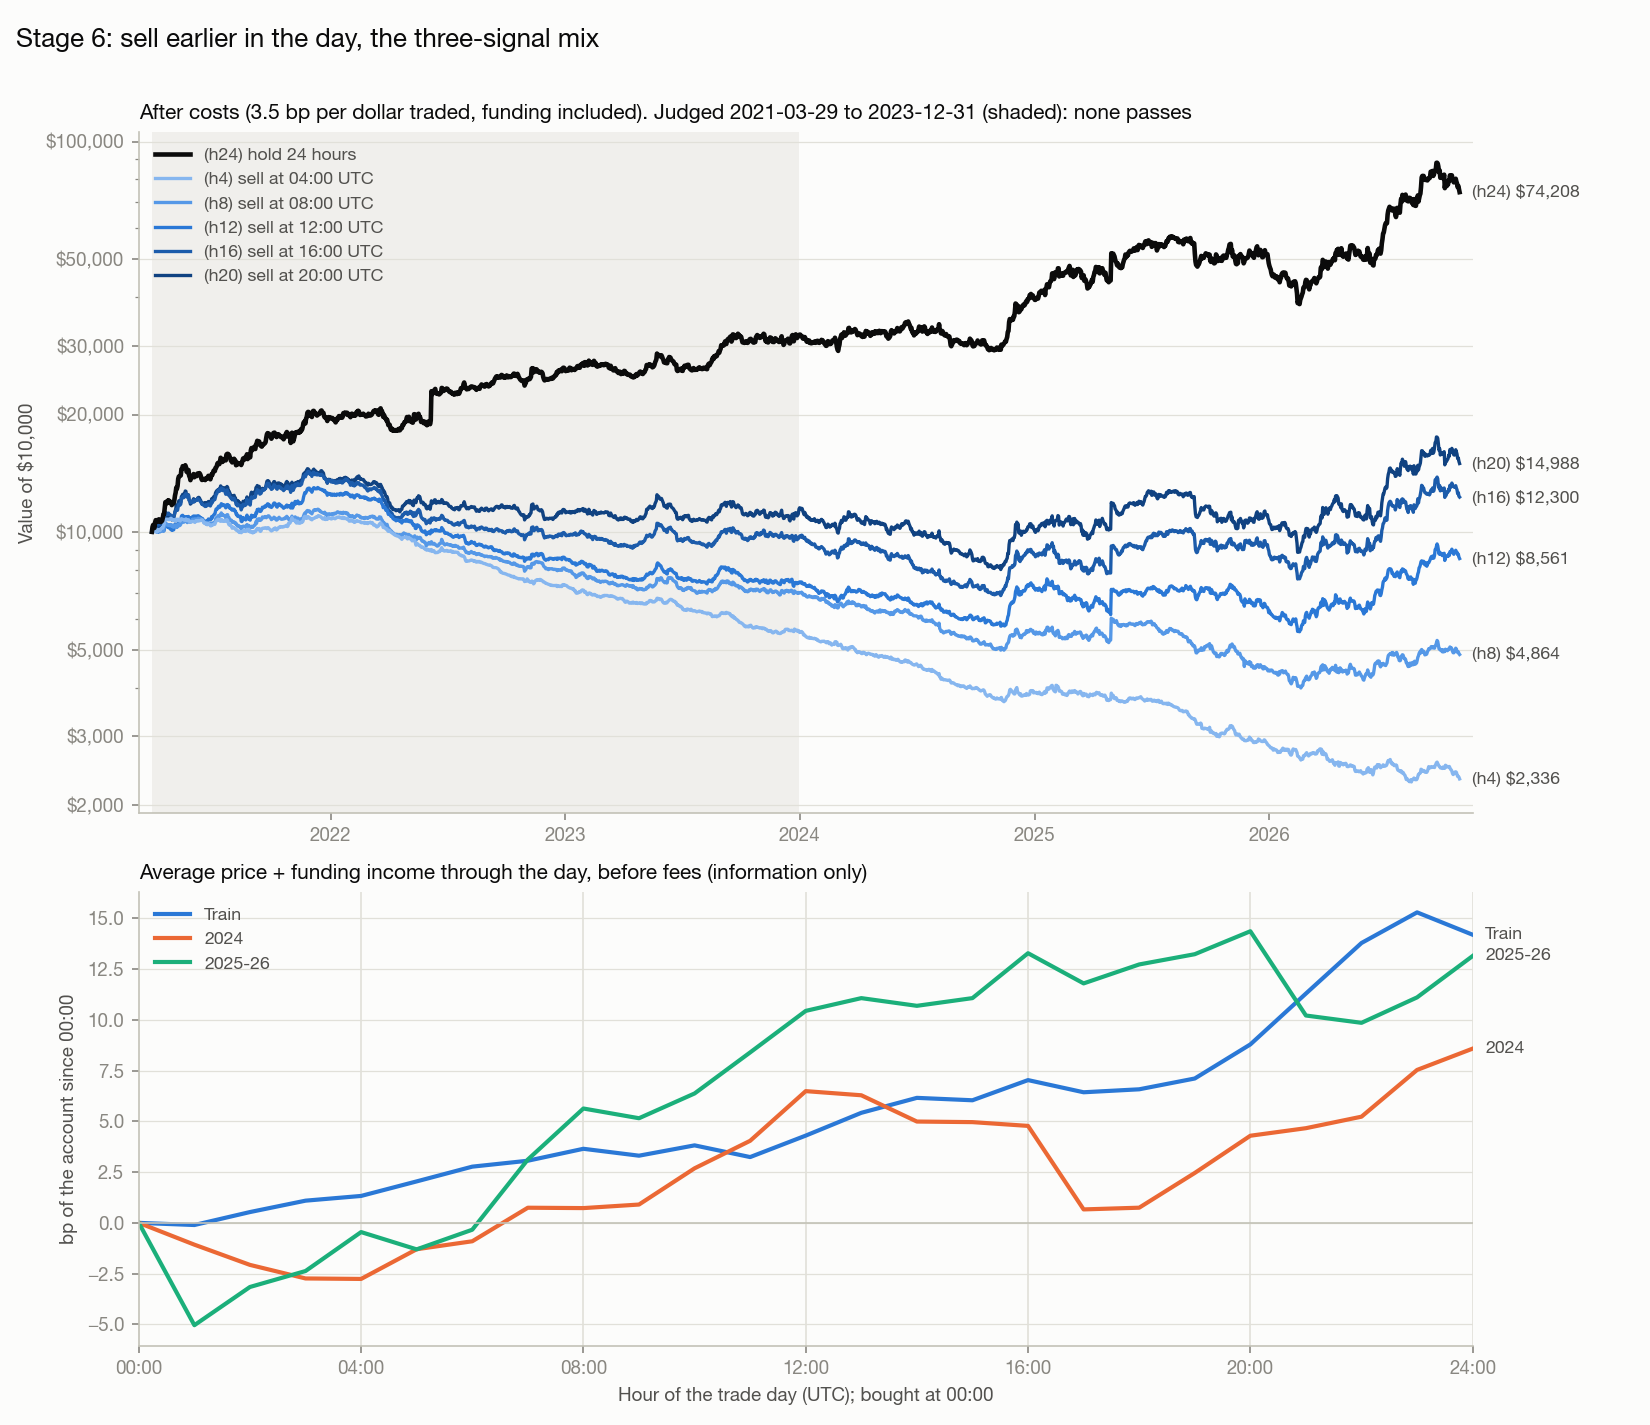 Stage 6: sell earlier in the day, the three-signal mix
After costs (3.5 bp per dollar traded, funding included). Judged 2021-03-29 to 2023-12-31 (shaded): none passes
Value of $10,000
$100,000
$50,000
$30,000
$20,000
$10,000
$5,000
$3,000
$2,000
(h24) hold 24 hours
(h4) sell at 04:00 UTC
(h8) sell at 08:00 UTC
(h12) sell at 12:00 UTC
(h16) sell at 16:00 UTC
(h20) sell at 20:00 UTC
(h24) $74,208
(h20) $14,988
(h16) $12,300
(h12) $8,561
(h8) $4,864
(h4) $2,336
2022
2023
2024
2025
2026
Average price + funding income through the day, before fees (information only)
bp of the account since 00:00
15.0
12.5
10.0
7.5
5.0
2.5
0.0
−2.5
−5.0
Train
2024
2025-26
Train
2025-26
2024
00:00
04:00
08:00
12:00
16:00
20:00
24:00
Hour of the trade day (UTC); bought at 00:00